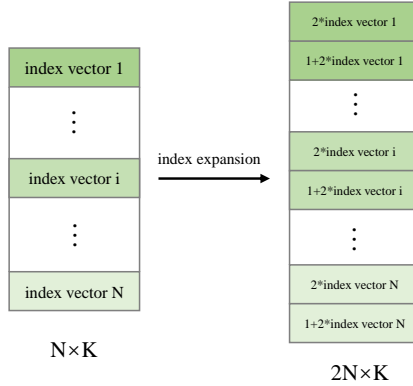 index vector 1
⋮
index vector i
⋮
index vector N
N×K
index expansion
2*index vector 1
1+2*index vector 1
⋮
2*index vector i
1+2*index vector i
⋮
2*index vector N
1+2*index vector N
2N×K